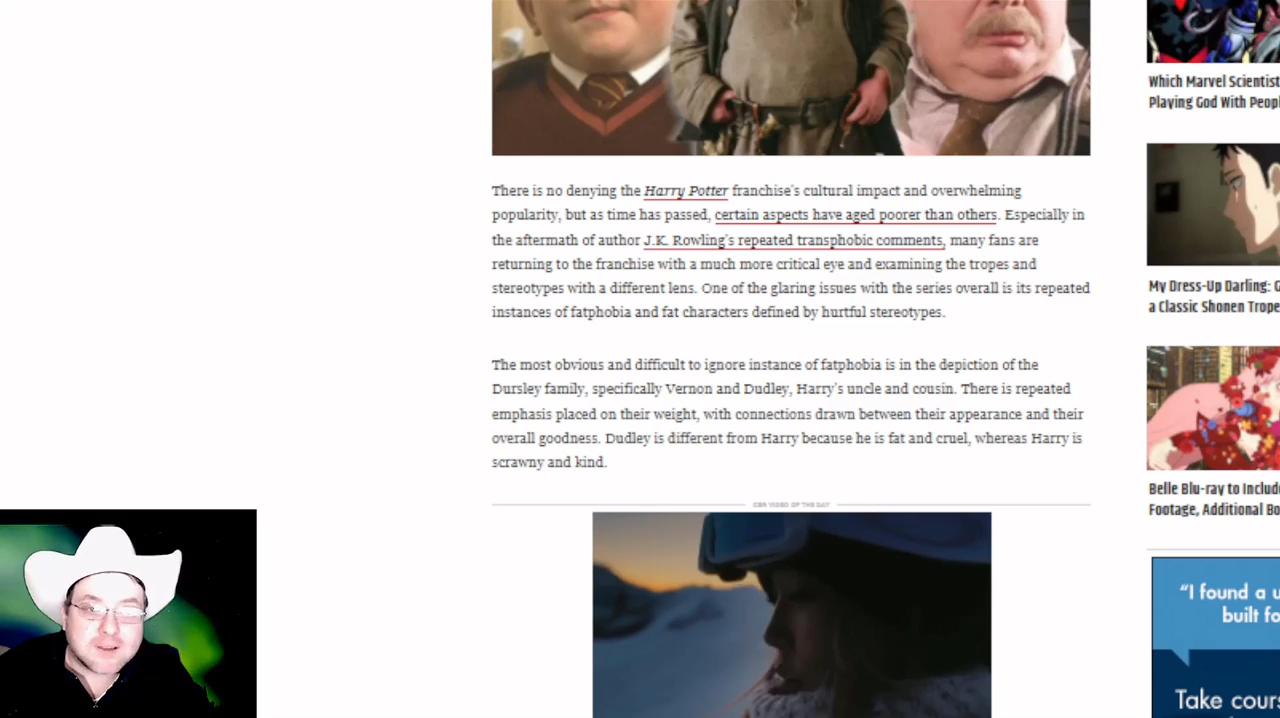 There is no denying the Harry Potter franchise's cultural impact and overwhelming
popularity, but as time has passed, certain aspects have aged poorer than others. Especially in
the aftermath of author J.K. Rowling's repeated transphobic comments, many fans are
returning to the franchise with a much more critical eye and examining the tropes and
stereotypes with a different lens. One of the glaring issues with the series overall is its repeated
instances of fatphobia and fat characters defined by hurtful stereotypes.
The most obvious and difficult to ignore instance of fatphobia is in the depiction of the
Dursley family, specifically Vernon and Dudley, Harry's uncle and cousin. There is repeated
emphasis placed on their weight, with connections drawn between their appearance and their
overall goodness. Dudley is different from Harry because he is fat and cruel, whereas Harry is
scrawny and kind.
CBR VIDEO OF THE DAY
Which Marvel Scientist
Playing God With Peop
My Dress-Up Darling: G
a Classic Shonen Trope
Belle Blu-ray to Include
Footage, Additional Bo
"I found a u
built fo
Take cours